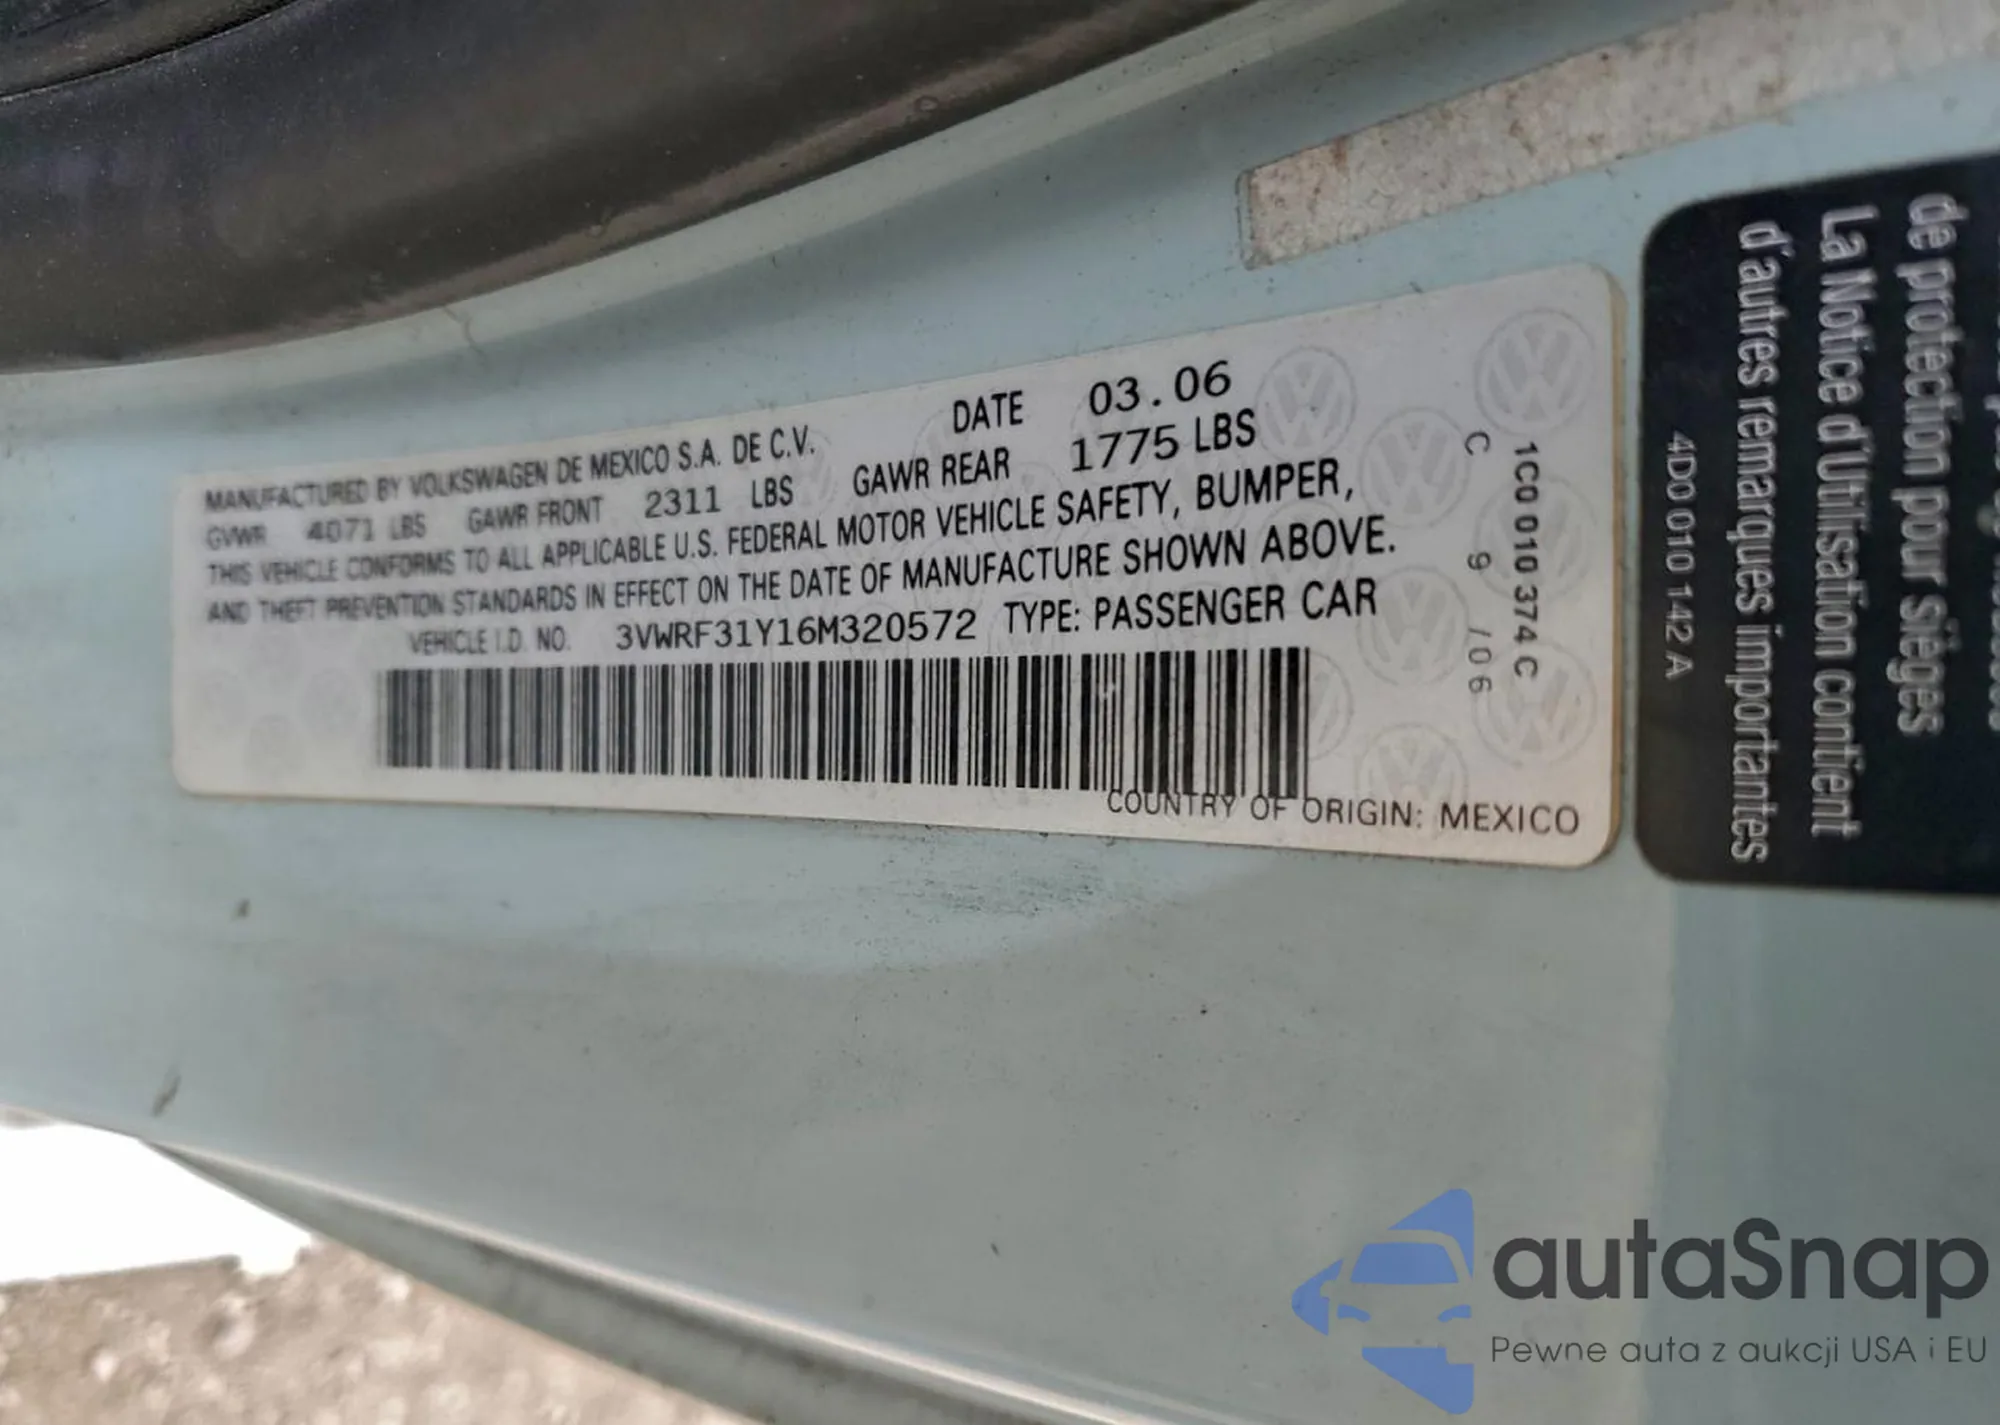 MANUFACTURED BY VOLKSWAGEN DE MEXICO S.A. DE C.V. DATE 03.06
GVWR 4071 LBS GAWR FRONT 2311 LBS GAWR REAR 1775 LBS
THIS VEHICLE CONFORMS TO ALL APPLICABLE U.S. FEDERAL MOTOR VEHICLE SAFETY, BUMPER,
AND THEFT PREVENTION STANDARDS IN EFFECT ON THE DATE OF MANUFACTURE SHOWN ABOVE.
VEHICLE I.D. NO. 3VWRF31Y16M320572 TYPE: PASSENGER CAR
COUNTRY OF ORIGIN: MEXICO
1C0 010 374 C
C 9 /06
de protection pour sièges
La Notice d'Utilisation contient
d'autres remarques importantes
4D0 010 142 A
autaSnap
Pewne auta z aukcji USA i EU